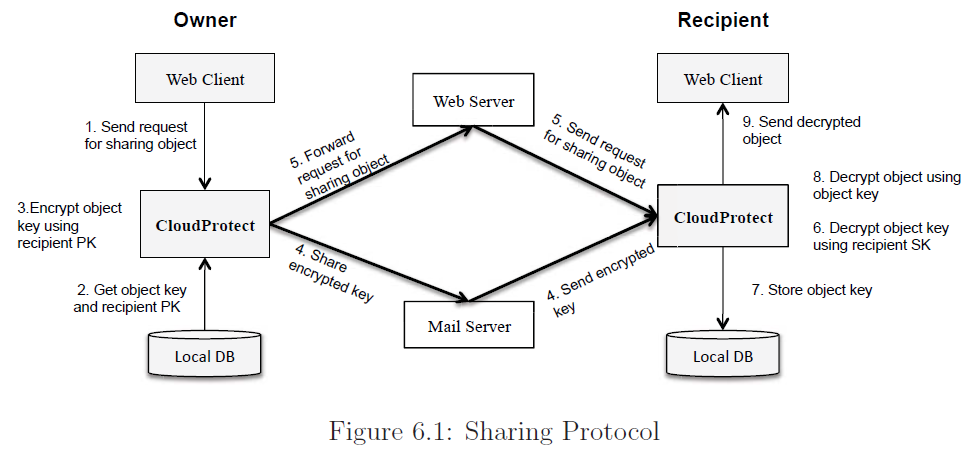 Owner
Recipient
Web Client
Web Server
Web Client
1. Send request
for sharing object
5. Forward
request for
sharing object
5. Send request
for sharing object
9. Send decrypted
object
3.Encrypt object
key using
recipient PK
CloudProtect
CloudProtect
8. Decrypt object using
object key
6. Decrypt object key
using recipient SK
4. Share
encrypted key
4. Send encrypted
key
2. Get object key
and recipient PK
7. Store object key
Mail Server
Local DB
Local DB
Figure 6.1: Sharing Protocol